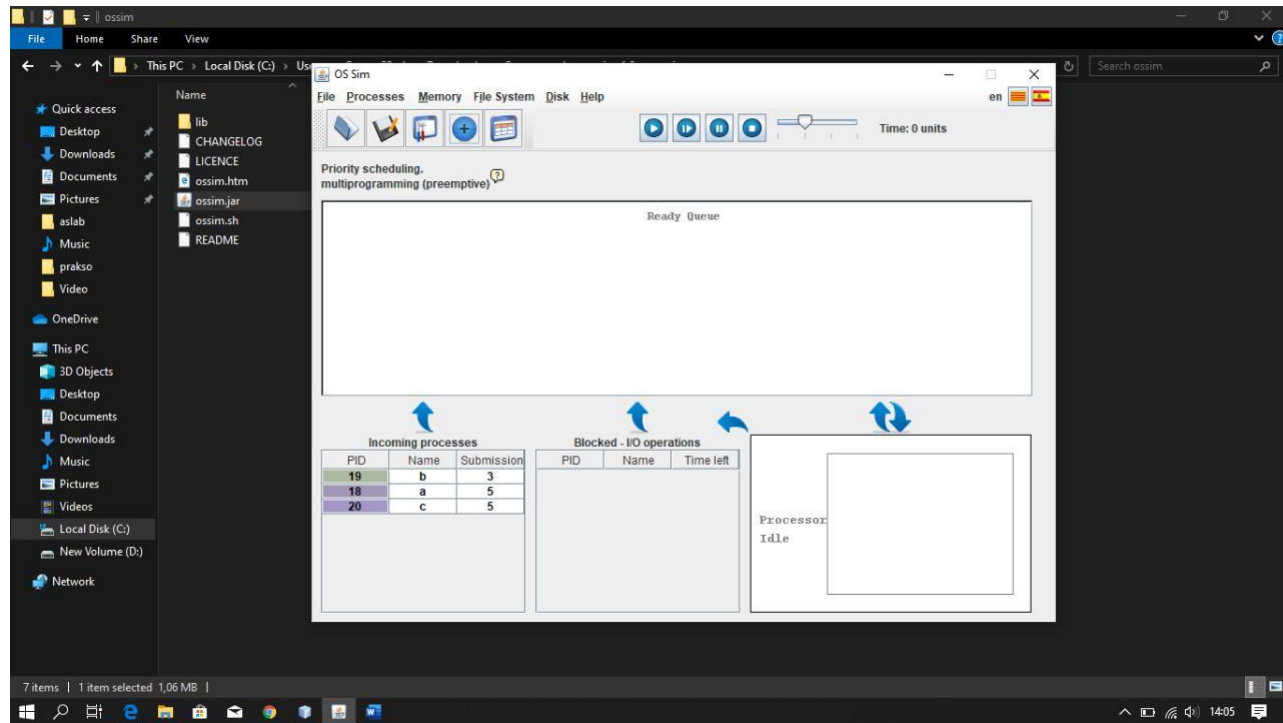 ossim
File Home Share View
This PC > Local Disk (C:) >
Search ossim
Quick access
Desktop
Downloads
Documents
Pictures
aslab
Music
prakso
Video
OneDrive
This PC
3D Objects
Desktop
Documents
Downloads
Music
Pictures
Videos
Local Disk (C:)
New Volume (D:)
Network
Name
lib
CHANGELOG
LICENCE
ossim.htm
ossim.jar
ossim.sh
README
OS Sim
File Processes Memory File System Disk Help
en
Time: 0 units
Priority scheduling.
multiprogramming (preemptive)
Ready Queue
Incoming processes
PID Name Submission
19 b 3
18 a 5
20 c 5
Blocked - I/O operations
PID Name Time left
Processor
Idle
7 items | 1 item selected 1,06 MB |
14:05